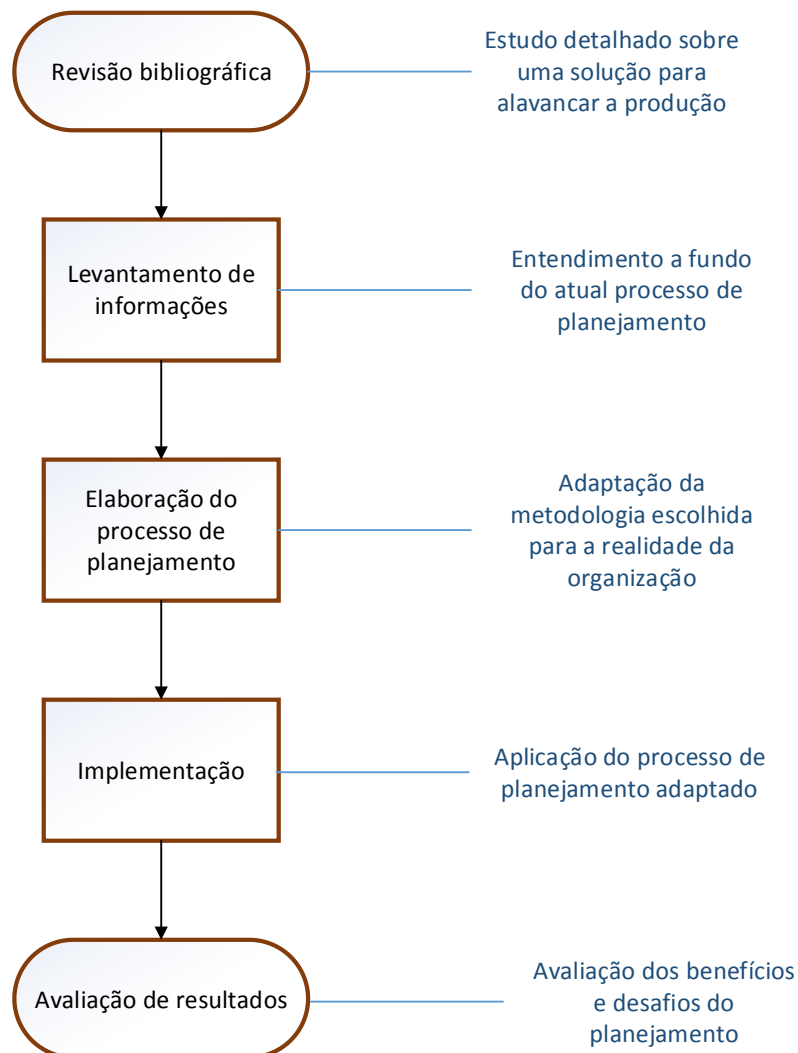 Revisão bibliográfica
Estudo detalhado sobre
uma solução para
alavancar a produção
Levantamento de
informações
Entendimento a fundo
do atual processo de
planejamento
Elaboração do
processo de
planejamento
Adaptação da
metodologia escolhida
para a realidade da
organização
Implementação
Aplicação do processo de
planejamento adaptado
Avaliação de resultados
Avaliação dos benefícios
e desafios do
planejamento